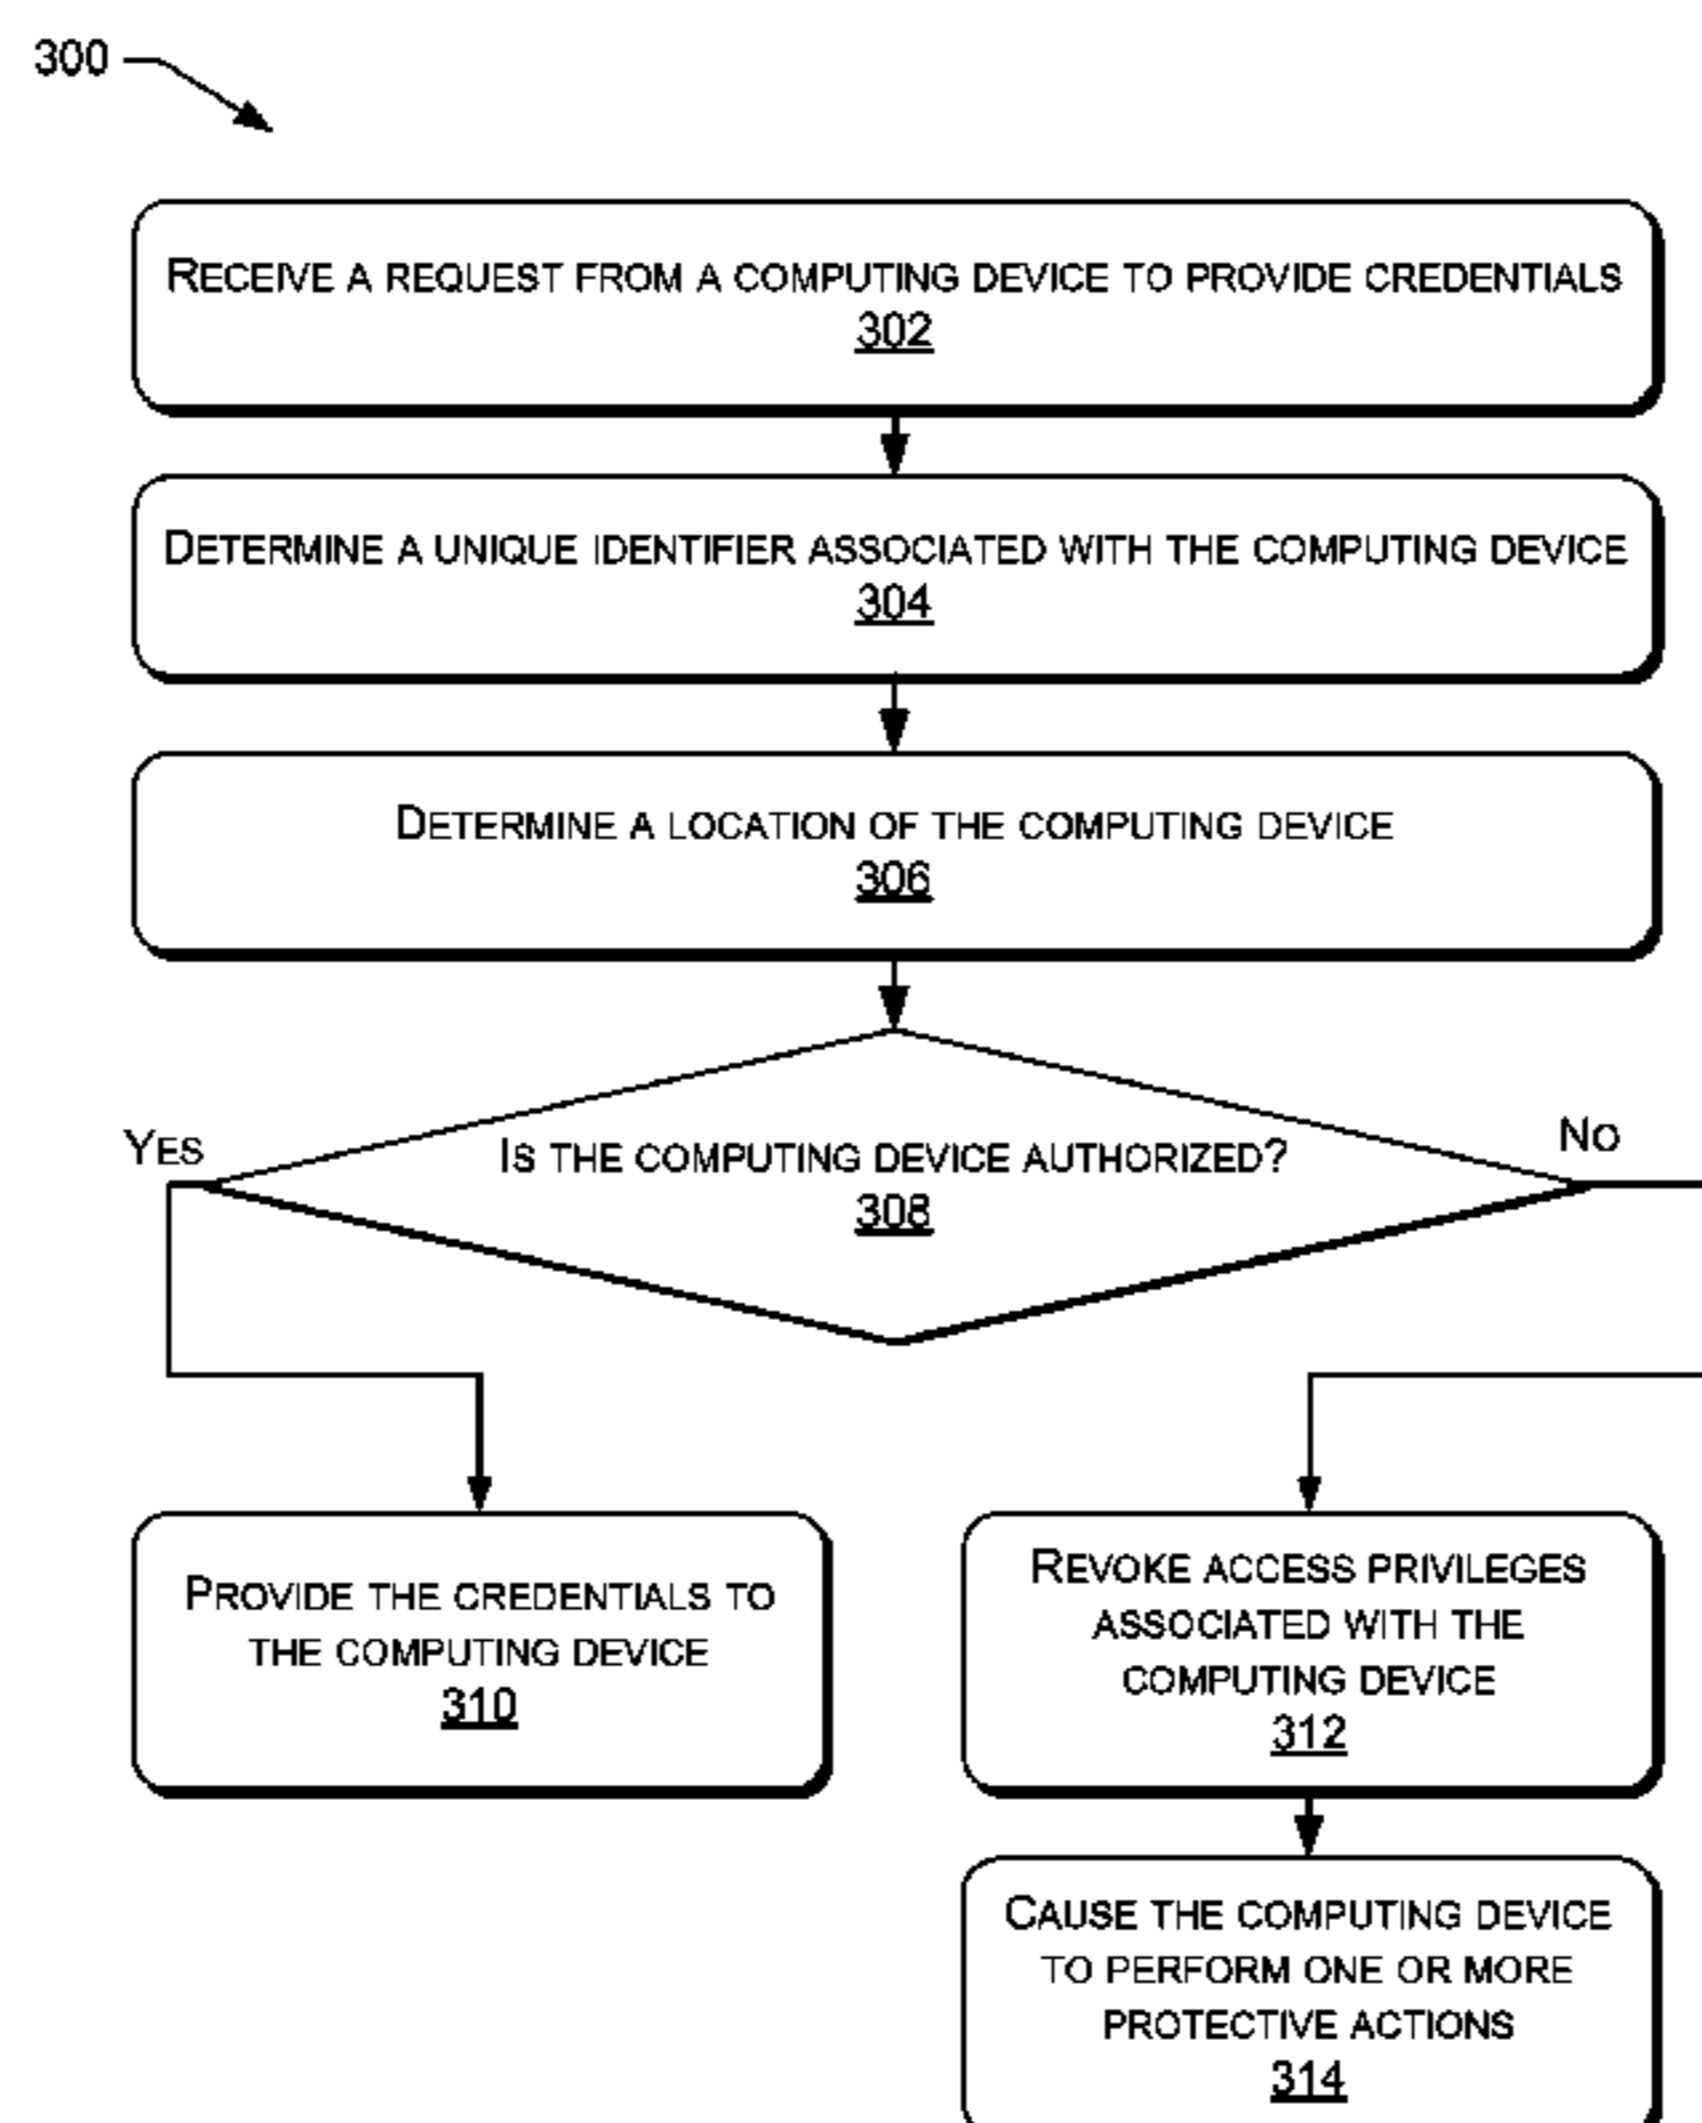 300
RECEIVE A REQUEST FROM A COMPUTING DEVICE TO PROVIDE CREDENTIALS
302
DETERMINE A UNIQUE IDENTIFIER ASSOCIATED WITH THE COMPUTING DEVICE
304
DETERMINE A LOCATION OF THE COMPUTING DEVICE
306
YES
IS THE COMPUTING DEVICE AUTHORIZED?
308
NO
PROVIDE THE CREDENTIALS TO
THE COMPUTING DEVICE
310
REVOKE ACCESS PRIVILEGES
ASSOCIATED WITH THE
COMPUTING DEVICE
312
CAUSE THE COMPUTING DEVICE
TO PERFORM ONE OR MORE
PROTECTIVE ACTIONS
314